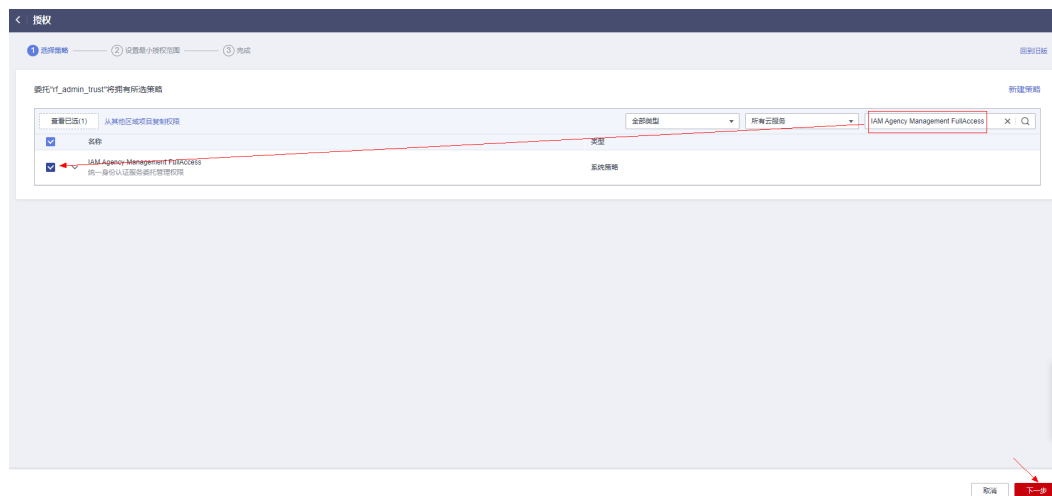 < 授权
1 选择策略 2 设置最小授权范围 3 完成 回到旧版
委托"rf_admin_trust"将拥有所选策略 新建策略
查看已选(1) 从其他区域项目复制权限 全部类型 所有云服务 IAM Agency Management FullAccess
名称 类型
IAM Agency Management FullAccess
统一身份认证服务委托管理权限 系统策略
取消 下一步